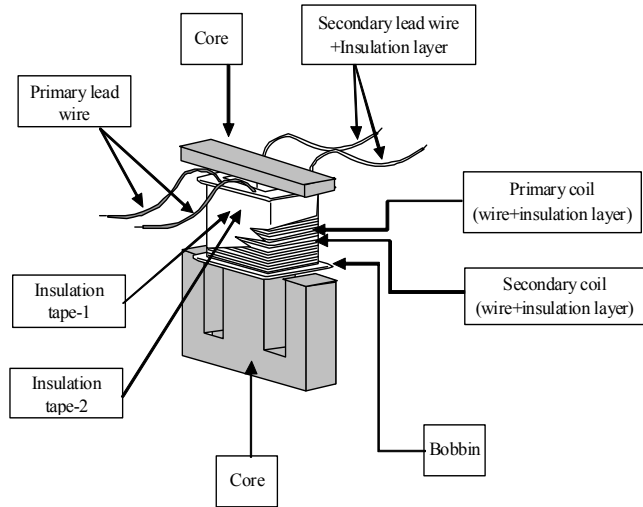 Core
Secondary lead wire
+Insulation layer
Primary lead
wire
Primary coil
(wire+insulation layer)
Insulation
tape-1
Secondary coil
(wire+insulation layer)
Insulation
tape-2
Bobbin
Core